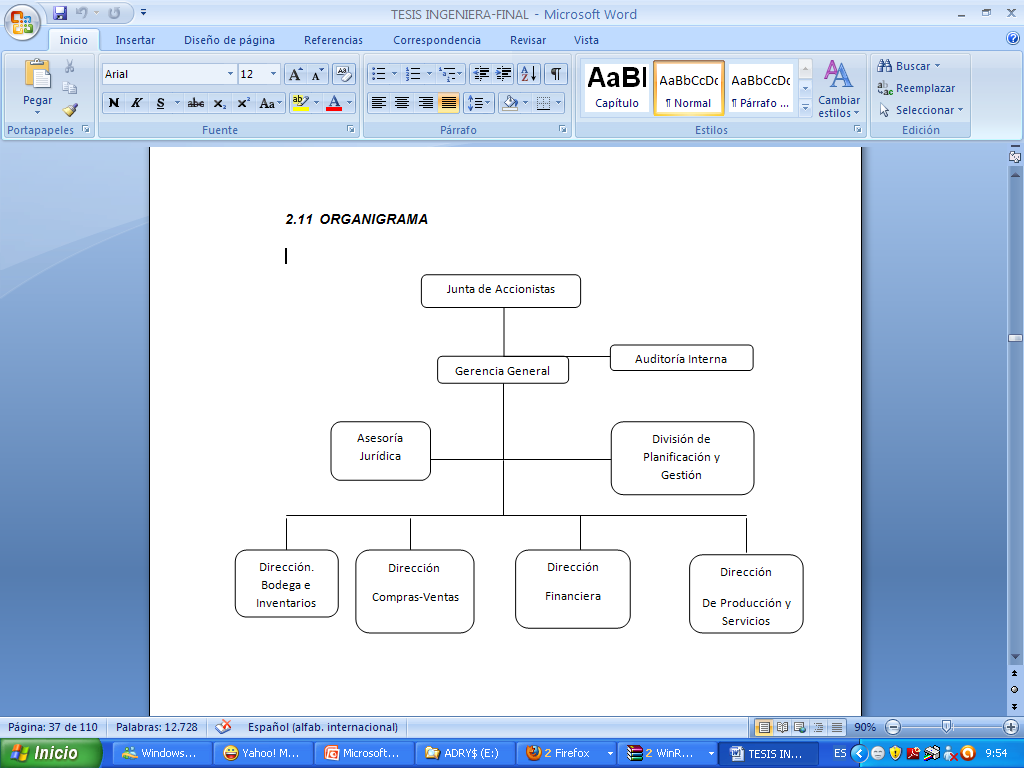 TESIS INGENIERA-FINAL - Microsoft Word
Inicio Insertar Diseño de página Referencias Correspondencia Revisar Vista
Pegar
Portapapeles
Arial 12
N K S abc x₂ x² Aa
Fuente
Párrafo
AaBl AaBbCcDc AaBbCcDc
Capítulo ¶ Normal ¶ Párrafo ...
Cambiar
estilos
Estilos
Buscar
Reemplazar
Seleccionar
Edición
2.11 ORGANIGRAMA
Junta de Accionistas
Auditoría Interna
Gerencia General
Asesoría
Jurídica
División de
Planificación y
Gestión
Dirección.
Bodega e
Inventarios
Dirección
Compras-Ventas
Dirección
Financiera
Dirección
De Producción y
Servicios
Página: 37 de 110 Palabras: 12.728 Español (alfab. internacional) 90%
Inicio Windows... Yahoo! M... Microsoft... ADRY$ (E:) 2 Firefox 2 WinR... TESIS IN... ES 9:54